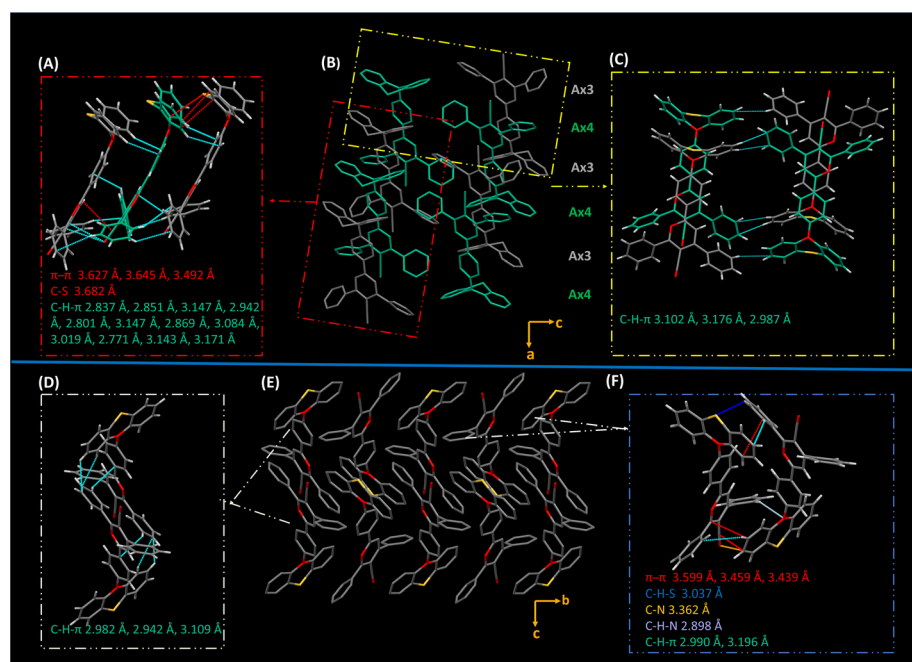 (A)
π–π 3.627 Å, 3.645 Å, 3.492 Å
C-S 3.682 Å
C-H-π 2.837 Å, 2.851 Å, 3.147 Å, 2.942
Å, 2.801 Å, 3.147 Å, 2.869 Å, 3.084 Å,
3.019 Å, 2.771 Å, 3.143 Å, 3.171 Å
(B)
Ax3
Ax4
Ax3
Ax4
Ax3
Ax4
c
a
(C)
C-H-π 3.102 Å, 3.176 Å, 2.987 Å
(D)
C-H-π 2.982 Å, 2.942 Å, 3.109 Å
(E)
b
c
(F)
π–π 3.599 Å, 3.459 Å, 3.439 Å
C-H-S 3.037 Å
C-N 3.362 Å
C-H-N 2.898 Å
C-H-π 2.990 Å, 3.196 Å